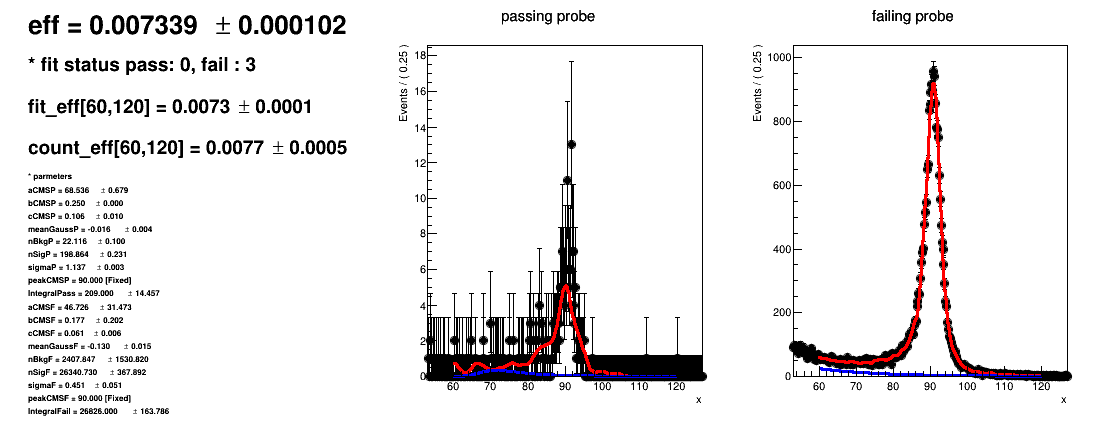 eff = 0.007339 ± 0.000102
* fit status pass: 0, fail : 3
fit_eff[60,120] = 0.0073 ± 0.0001
count_eff[60,120] = 0.0077 ± 0.0005
* parmeters
aCMSP = 68.536 ± 0.679
bCMSP = 0.250 ± 0.000
cCMSP = 0.106 ± 0.010
meanGaussP = -0.016 ± 0.004
nBkgP = 22.116 ± 0.100
nSigP = 198.864 ± 0.231
sigmaP = 1.137 ± 0.003
peakCMSP = 90.000 [Fixed]
IntegralPass = 209.000 ± 14.457
aCMSF = 46.726 ± 31.473
bCMSF = 0.177 ± 0.202
cCMSF = 0.061 ± 0.006
meanGaussF = -0.130 ± 0.015
nBkgF = 2407.847 ± 1530.820
nSigF = 26340.730 ± 367.892
sigmaF = 0.451 ± 0.051
peakCMSF = 90.000 [Fixed]
IntegralFail = 26826.000 ± 163.786
passing probe
Events / ( 0.25 )
18
16
14
12
10
8
6
4
2
0
60 70 80 90 100 110 120
x
failing probe
Events / ( 0.25 )
1000
800
600
400
200
0
60 70 80 90 100 110 120
x